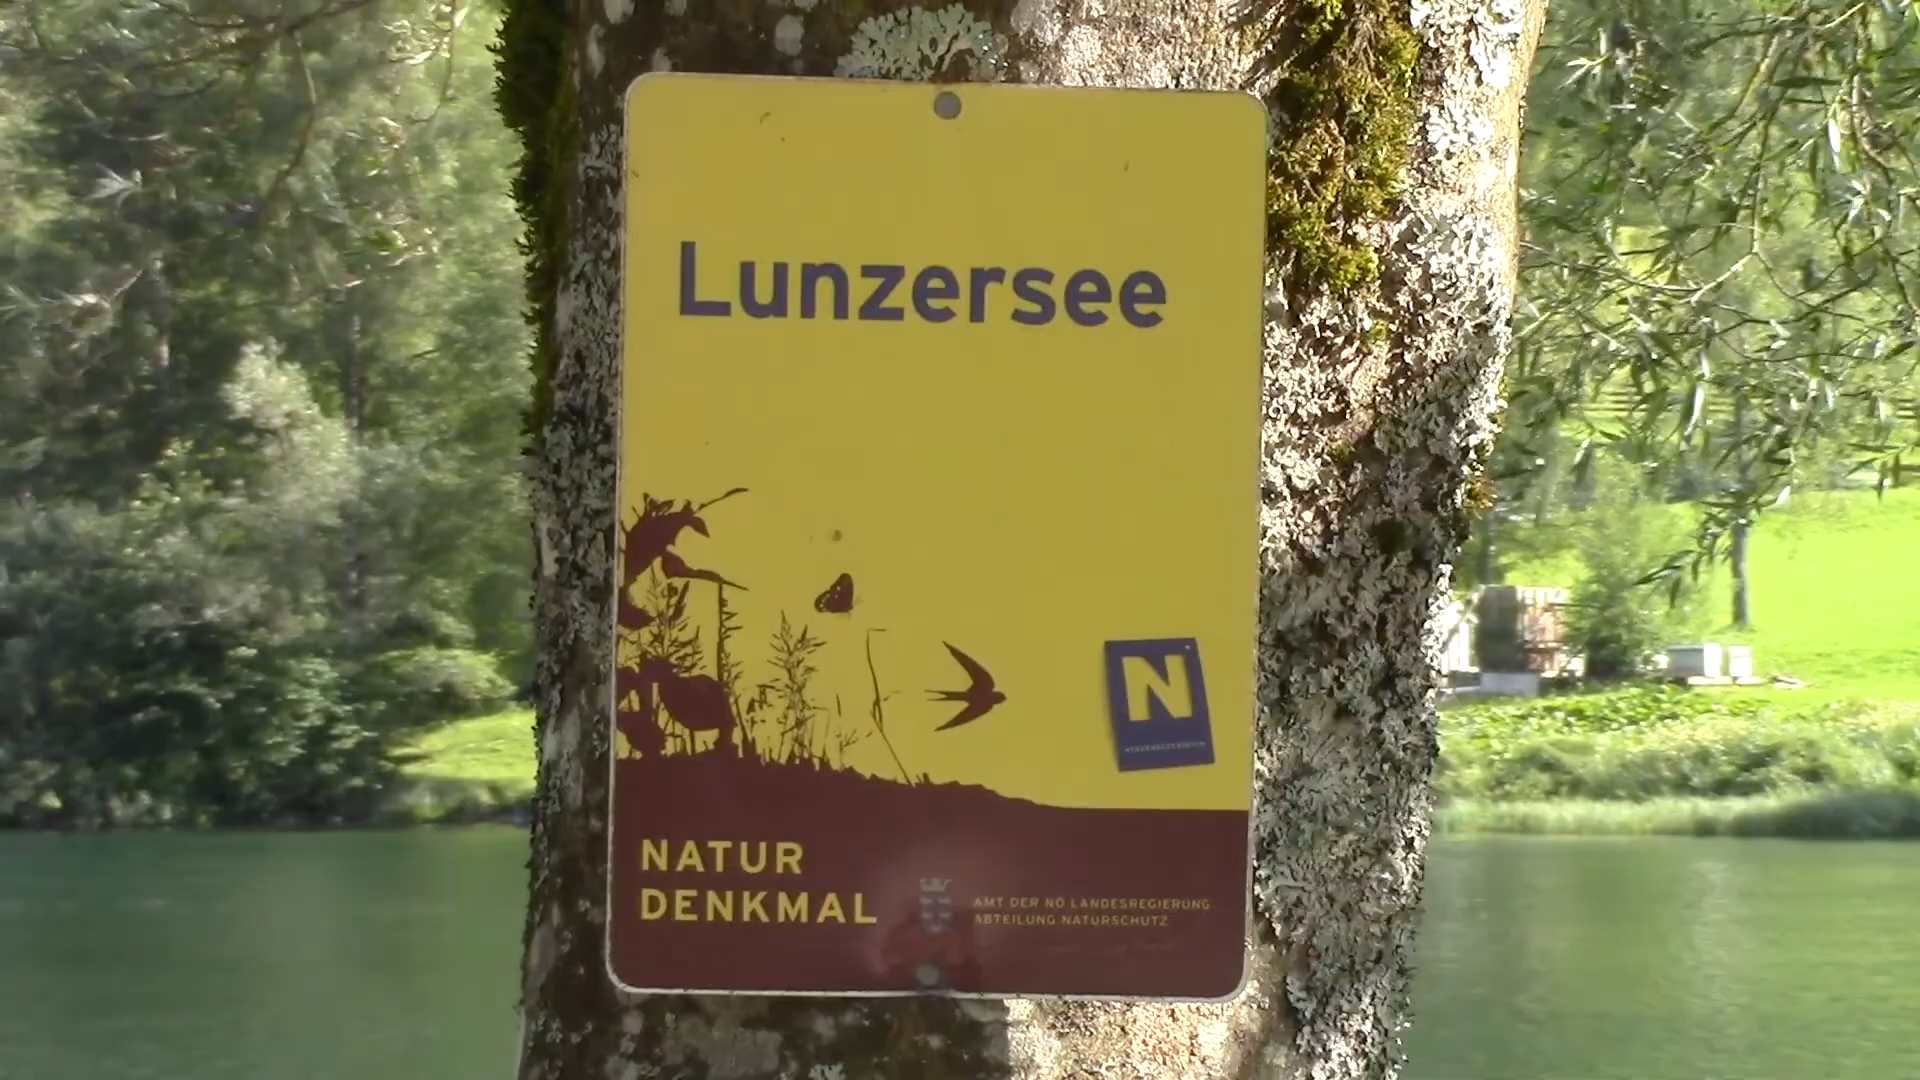 Lunzersee
N
NATUR
DENKMAL
AMT DER NÖ LANDESREGIERUNG
ABTEILUNG NATURSCHUTZ